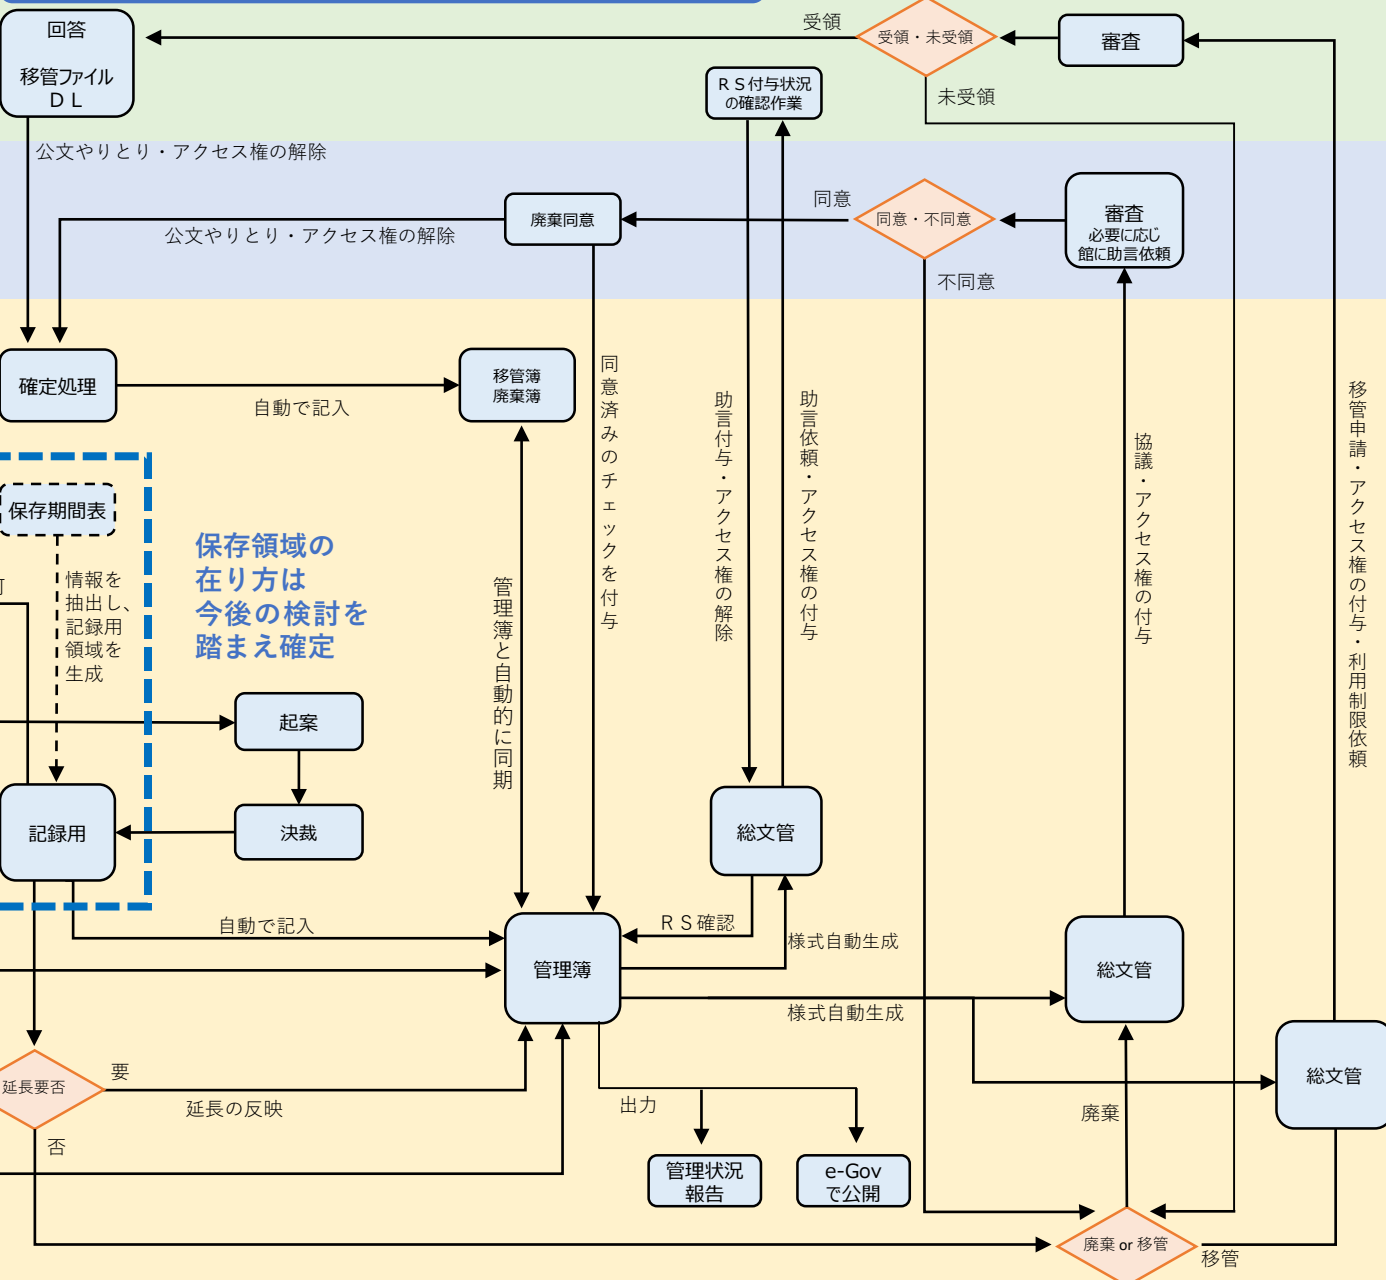 回答
移管ファイル
ＤＬ
受領
受領・未受領
審査
ＲＳ付与状況
の確認作業
未受領
公文やりとり・アクセス権の解除
廃棄同意
同意
同意・不同意
審査
必要に応じ
館に助言依頼
公文やりとり・アクセス権の解除
不同意
確定処理
自動で記入
移管簿
廃棄簿
同意済みのチェックを付与
助言付与・アクセス権の解除
助言依頼・アクセス権の付与
協議・アクセス権の付与
移管申請・アクセス権の付与・利用制限依頼
保存期間表
保存領域の
在り方は
今後の検討を
踏まえ確定
情報を
抽出し、
記録用
領域を
生成
管理簿と自動的に同期
起案
決裁
記録用
総文管
自動で記入
ＲＳ確認
様式自動生成
管理簿
総文管
様式自動生成
延長要否
要
延長の反映
否
出力
総文管
廃棄
管理状況
報告
e-Gov
で公開
廃棄 or 移管
移管